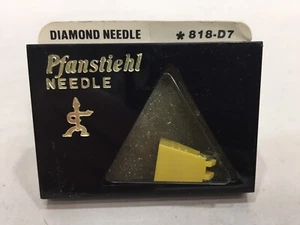 DIAMOND NEEDLE *818-D7
Pfanstiehl
NEEDLE